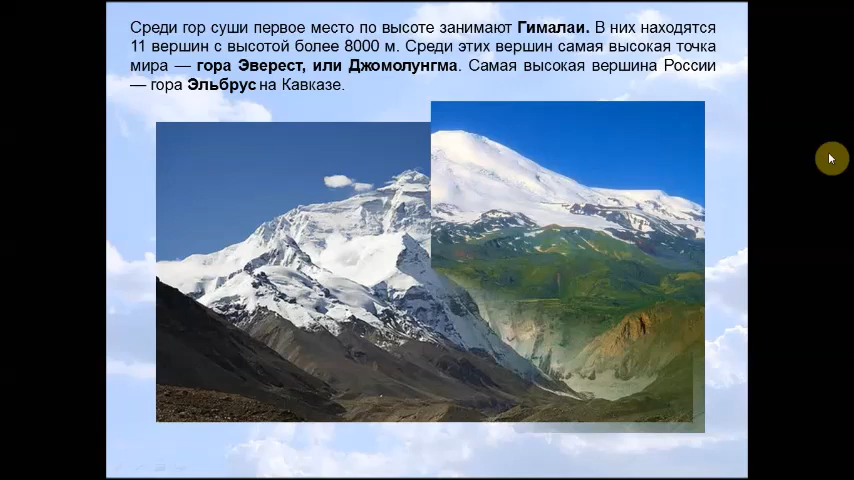 Среди гор суши первое место по высоте занимают Гималаи. В них находятся
11 вершин с высотой более 8000 м. Среди этих вершин самая высокая точка
мира — гора Эверест, или Джомолунгма. Самая высокая вершина России
— гора Эльбрус на Кавказе.